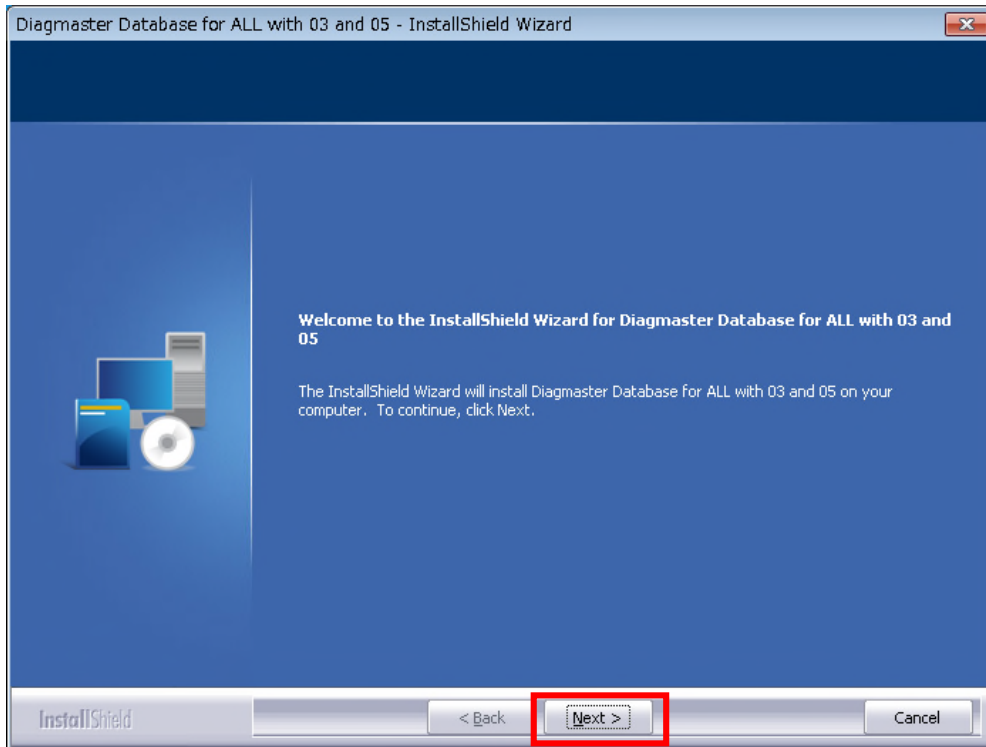 Diagmaster Database for ALL with 03 and 05 - InstallShield Wizard
Welcome to the InstallShield Wizard for Diagmaster Database for ALL with 03 and
05
The InstallShield Wizard will install Diagmaster Database for ALL with 03 and 05 on your
computer. To continue, click Next.
InstallShield
< Back
Next >
Cancel